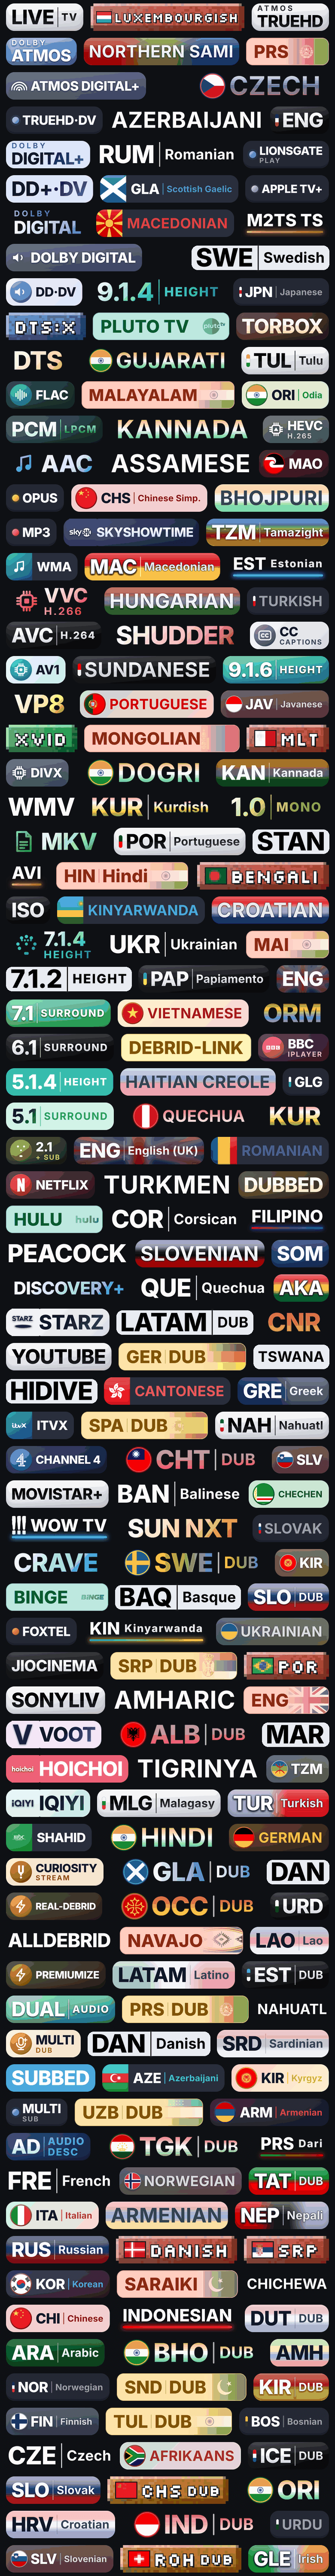 LIVE TV LUXEMBOURGISH ATMOS TRUEHD
DOLBY ATMOS NORTHERN SAMI PRS
ATMOS DIGITAL+ CZECH
TRUEHD·DV AZERBAIJANI ENG
DOLBY DIGITAL+ RUM Romanian LIONSGATE PLAY
DD+·DV GLA Scottish Gaelic APPLE TV+
DOLBY DIGITAL MACEDONIAN M2TS TS
DOLBY DIGITAL SWE Swedish
DD·DV 9.1.4 HEIGHT JPN Japanese
DTS:X PLUTO TV pluto TORBOX
DTS GUJARATI TUL Tulu
FLAC MALAYALAM ORI Odia
PCM LPCM KANNADA HEVC H.265
AAC ASSAMESE MAO
OPUS CHS Chinese Simp. BHOJPURI
MP3 sky SKYSHOWTIME TZM Tamazight
WMA MAC Macedonian EST Estonian
VVC H.266 HUNGARIAN TURKISH
AVC H.264 SHUDDER CC CC CAPTIONS
AV1 SUNDANESE 9.1.6 HEIGHT
VP8 PORTUGUESE JAV Javanese
XVID MONGOLIAN MLT
DIVX DOGRI KAN Kannada
WMV KUR Kurdish 1.0 MONO
MKV POR Portuguese STAN
AVI HIN Hindi BENGALI
ISO KINYARWANDA CROATIAN
7.1.4 HEIGHT UKR Ukrainian MAI
7.1.2 HEIGHT PAP Papiamento ENG
7.1 SURROUND VIETNAMESE ORM
6.1 SURROUND DEBRID-LINK BBC IPLAYER
5.1.4 HEIGHT HAITIAN CREOLE GLG
5.1 SURROUND QUECHUA KUR
2.1 + SUB ENG English (UK) ROMANIAN
N NETFLIX TURKMEN DUBBED
HULU hulu COR Corsican FILIPINO
PEACOCK SLOVENIAN SOM
DISCOVERY+ QUE Quechua AKA
STARZ STARZ LATAM DUB CNR
YOUTUBE GER DUB TSWANA
HIDIVE CANTONESE GRE Greek
itvX ITVX SPA DUB NAH Nahuatl
4 CHANNEL 4 CHT DUB SLV
MOVISTAR+ BAN Balinese CHECHEN
!!! WOW TV SUN NXT SLOVAK
CRAVE SWE DUB KIR
BINGE BINGE BAQ Basque SLO DUB
FOXTEL KIN Kinyarwanda UKRAINIAN
JIOCINEMA SRP DUB POR
SONYLIV AMHARIC ENG
V VOOT ALB DUB MAR
hoichoi HOICHOI TIGRINYA TZM
IQIYI IQIYI MLG Malagasy TUR Turkish
SHAHID HINDI GERMAN
CURIOSITY STREAM GLA DUB DAN
REAL-DEBRID OCC DUB URD
ALLDEBRID NAVAJO LAO Lao
PREMIUMIZE LATAM Latino EST DUB
DUAL AUDIO PRS DUB NAHUATL
MULTI DUB DAN Danish SRD Sardinian
SUBBED AZE Azerbaijani KIR Kyrgyz
MULTI SUB UZB DUB ARM Armenian
AD AUDIO DESC TGK DUB PRS Dari
FRE French NORWEGIAN TAT DUB
ITA Italian ARMENIAN NEP Nepali
RUS Russian DANISH SRP
KOR Korean SARAIKI CHICHEWA
CHI Chinese INDONESIAN DUT DUB
ARA Arabic BHO DUB AMH
NOR Norwegian SND DUB KIR DUB
FIN Finnish TUL DUB BOS Bosnian
CZE Czech AFRIKAANS ICE DUB
SLO Slovak CHS DUB ORI
HRV Croatian IND DUB URDU
SLV Slovenian ROH DUB GLE Irish